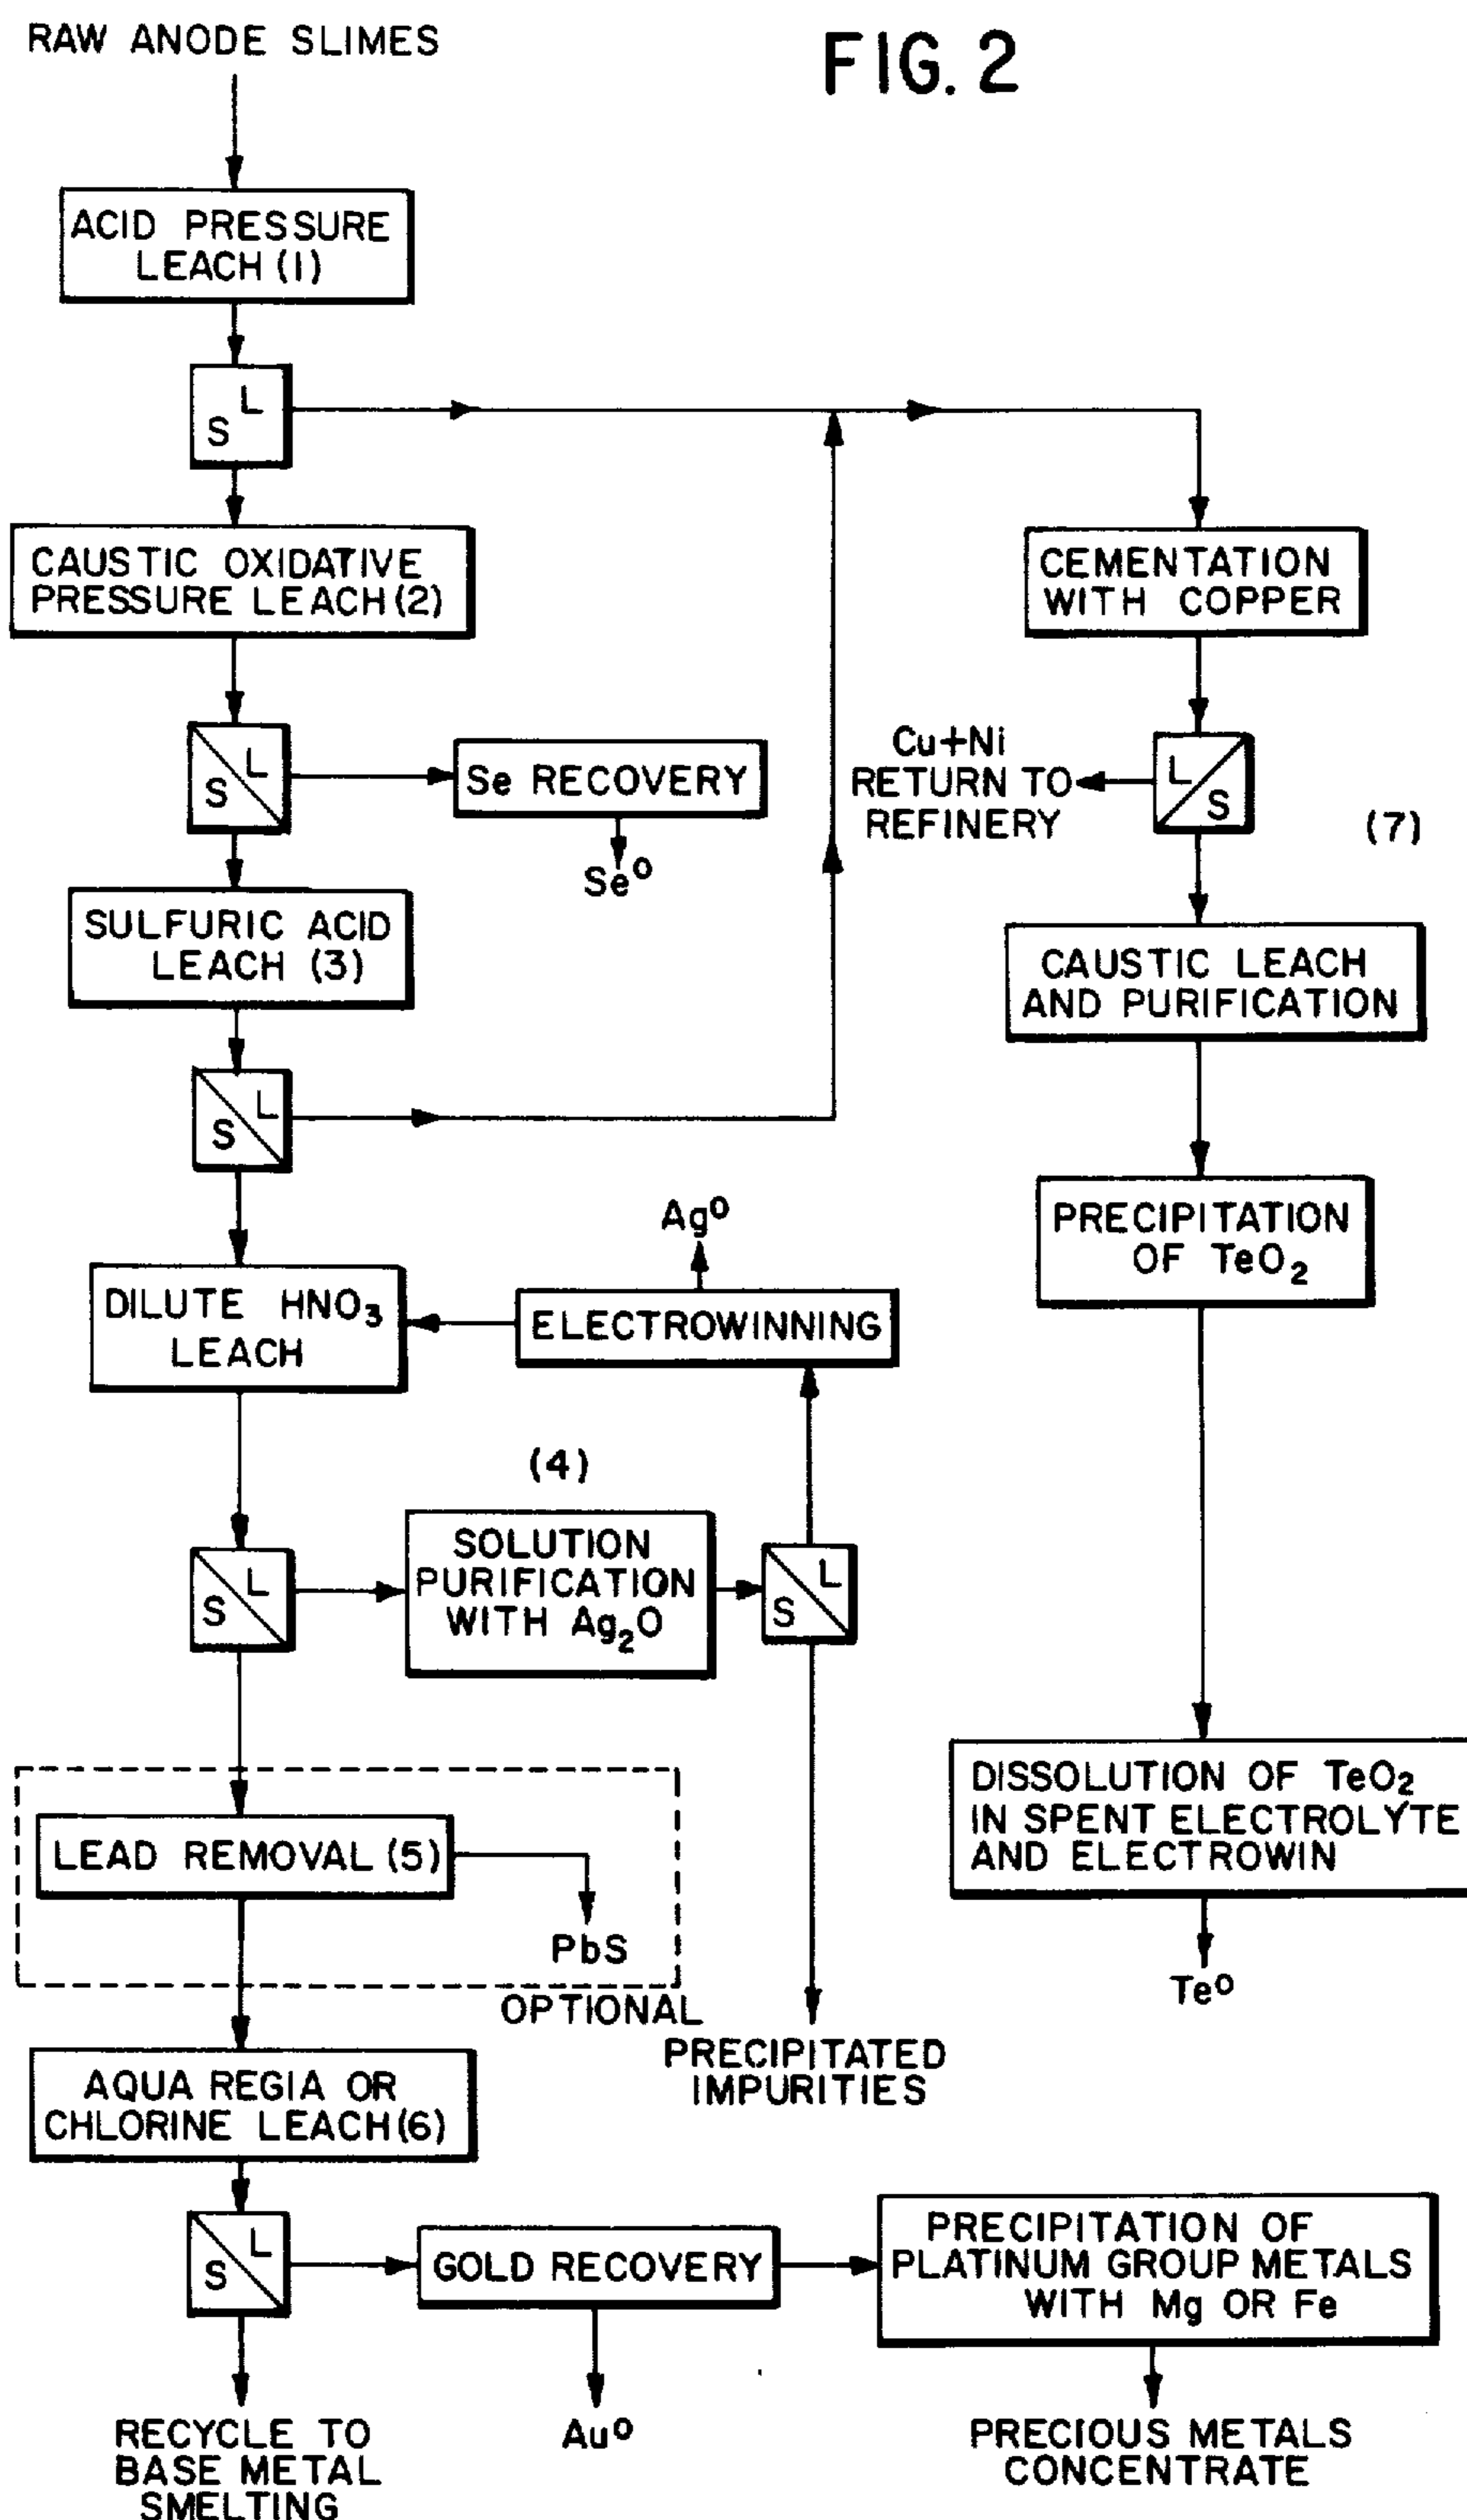 RAW ANODE SLIMES
FIG. 2
ACID PRESSURE
LEACH (1)
L
S
CAUSTIC OXIDATIVE
PRESSURE LEACH (2)
CEMENTATION
WITH COPPER
L
S
Se RECOVERY
Se⁰
Cu+Ni
RETURN TO
REFINERY
L
S
(7)
SULFURIC ACID
LEACH (3)
CAUSTIC LEACH
AND PURIFICATION
L
S
Ag⁰
PRECIPITATION
OF TeO₂
DILUTE HNO₃
LEACH
ELECTROWINNING
(4)
L
S
SOLUTION
PURIFICATION
WITH Ag₂O
L
S
DISSOLUTION OF TeO₂
IN SPENT ELECTROLYTE
AND ELECTROWIN
LEAD REMOVAL (5)
PbS
Te⁰
OPTIONAL
PRECIPITATED
IMPURITIES
AQUA REGIA OR
CHLORINE LEACH (6)
L
S
GOLD RECOVERY
PRECIPITATION OF
PLATINUM GROUP METALS
WITH Mg OR Fe
RECYCLE TO
BASE METAL
SMELTING
Au⁰
PRECIOUS METALS
CONCENTRATE